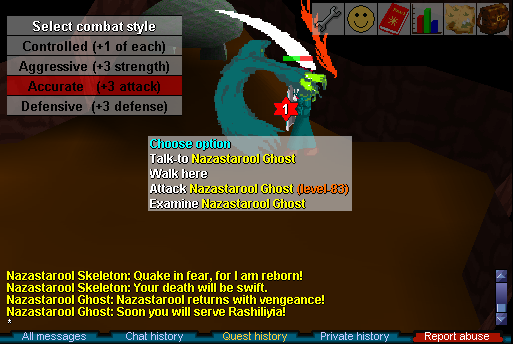 Select combat style
Controlled (+1 of each)
Aggressive (+3 strength)
Accurate (+3 attack)
Defensive (+3 defense)
1
Choose option
Talk-to Nazastarool Ghost
Walk here
Attack Nazastarool Ghost (level-83)
Examine Nazastarool Ghost
Nazastarool Skeleton: Quake in fear, for I am reborn!
Nazastarool Skeleton: Your death will be swift.
Nazastarool Ghost: Nazastarool returns with vengeance!
Nazastarool Ghost: Soon you will serve Rashiliyia!
*
All messages Chat history Quest history Private history Report abuse